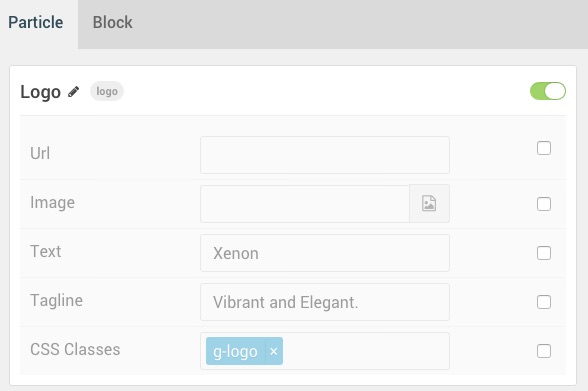 Particle Block
Logo logo
Url
Image
Text Xenon
Tagline Vibrant and Elegant.
CSS Classes g-logo ×